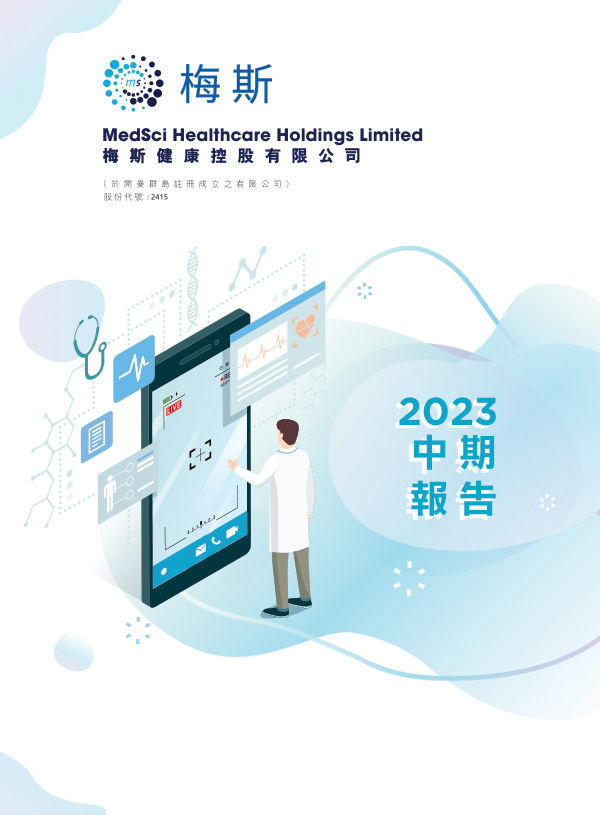 ms 梅斯
MedSci Healthcare Holdings Limited
梅斯健康控股有限公司
（於開曼群島註冊成立之有限公司）
股份代號：2415
LIVE
2023
中期
報告